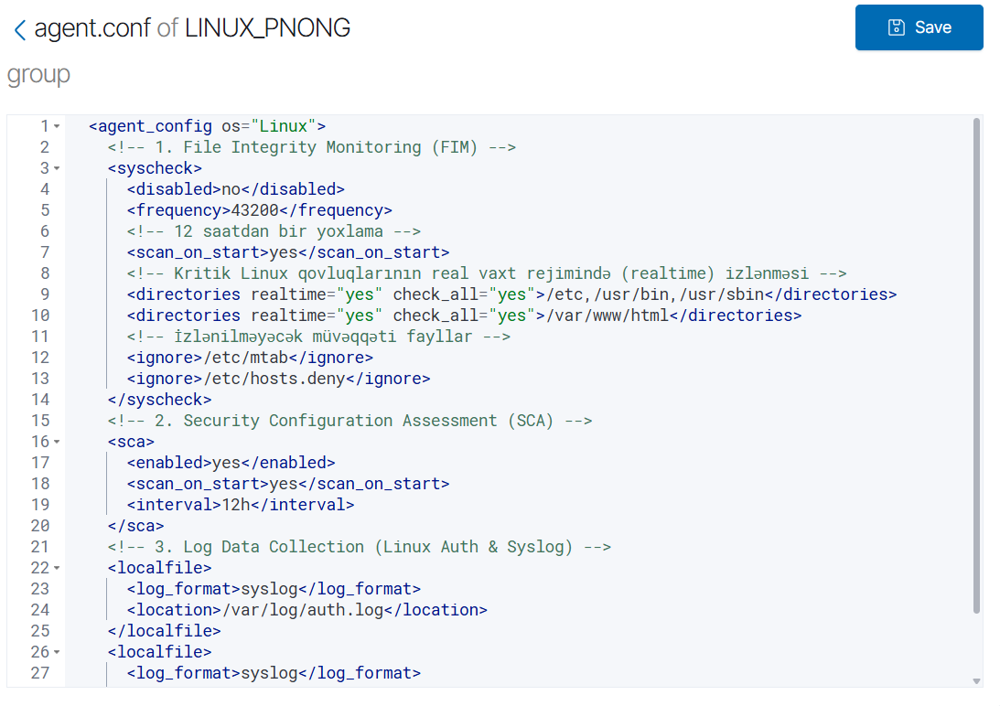 agent.conf of LINUX_PNONG
Save
group
1 <agent_config os="Linux">
2 <!-- 1. File Integrity Monitoring (FIM) -->
3 <syscheck>
4 <disabled>no</disabled>
5 <frequency>43200</frequency>
6 <!-- 12 saatdan bir yoxlama -->
7 <scan_on_start>yes</scan_on_start>
8 <!-- Kritik Linux qovluqlarının real vaxt rejimində (realtime) izlənməsi -->
9 <directories realtime="yes" check_all="yes">/etc,/usr/bin,/usr/sbin</directories>
10 <directories realtime="yes" check_all="yes">/var/www/html</directories>
11 <!-- İzlənilməyəcək müvəqqəti fayllar -->
12 <ignore>/etc/mtab</ignore>
13 <ignore>/etc/hosts.deny</ignore>
14 </syscheck>
15 <!-- 2. Security Configuration Assessment (SCA) -->
16 <sca>
17 <enabled>yes</enabled>
18 <scan_on_start>yes</scan_on_start>
19 <interval>12h</interval>
20 </sca>
21 <!-- 3. Log Data Collection (Linux Auth & Syslog) -->
22 <localfile>
23 <log_format>syslog</log_format>
24 <location>/var/log/auth.log</location>
25 </localfile>
26 <localfile>
27 <log_format>syslog</log_format>